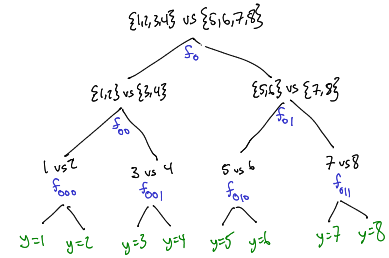 {1,2,3,4} vs {5,6,7,8}
f0
{1,2} vs {3,4} {5,6} vs {7,8}
f00 f01
1 vs 2 3 vs 4 5 vs 6 7 vs 8
f000 f001 f010 f011
y=1 y=2 y=3 y=4 y=5 y=6 y=7 y=8